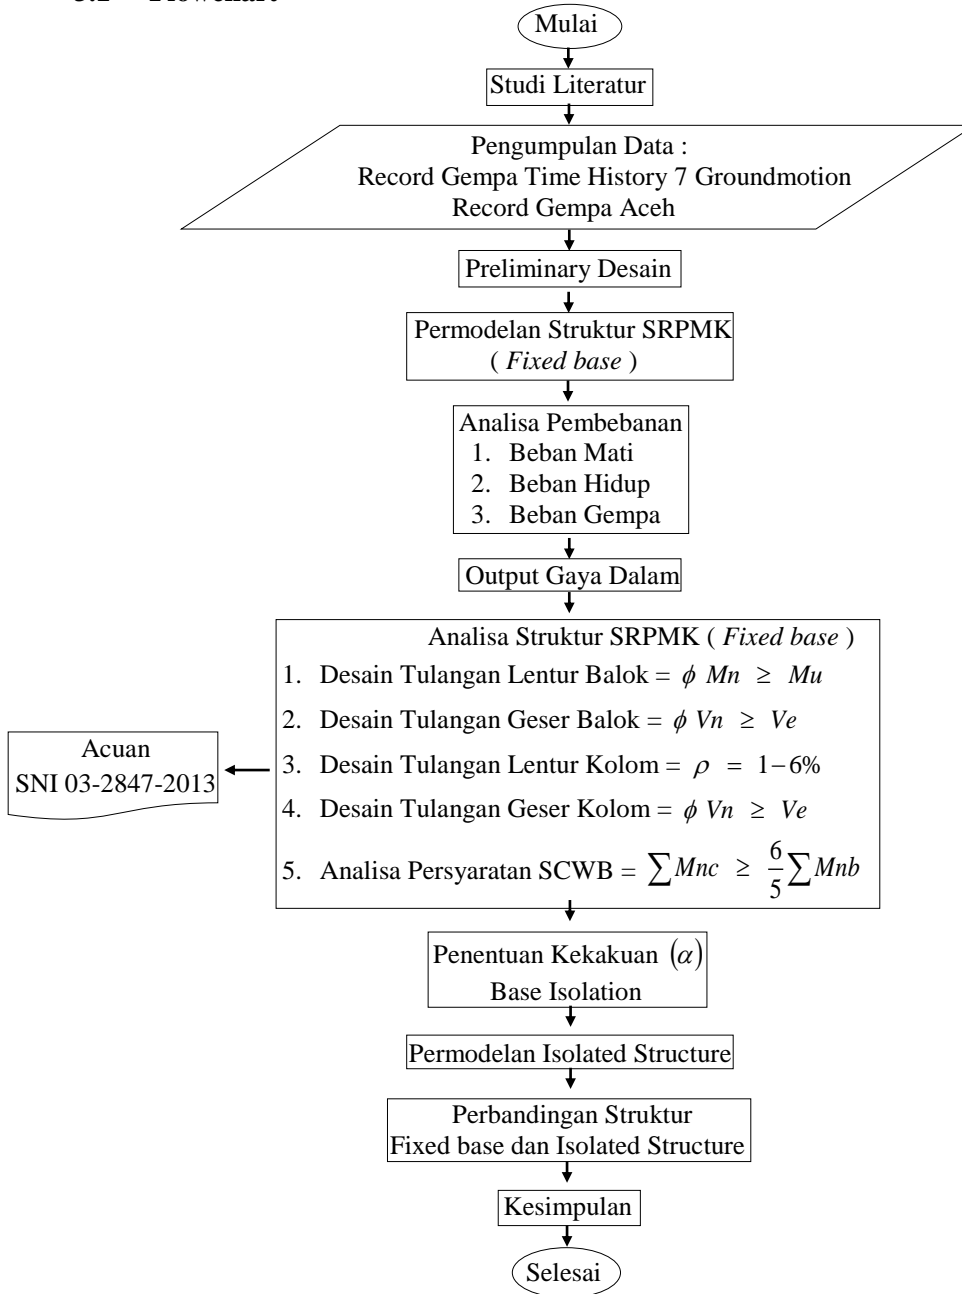 Mulai
Studi Literatur
Pengumpulan Data :
Record Gempa Time History 7 Groundmotion
Record Gempa Aceh
Preliminary Desain
Permodelan Struktur SRPMK
( Fixed base )
Analisa Pembebanan
1. Beban Mati
2. Beban Hidup
3. Beban Gempa
Output Gaya Dalam
Analisa Struktur SRPMK ( Fixed base )
1. Desain Tulangan Lentur Balok = ϕ Mn ≥ Mu
2. Desain Tulangan Geser Balok = ϕ Vn ≥ Ve
3. Desain Tulangan Lentur Kolom = ρ = 1−6%
4. Desain Tulangan Geser Kolom = ϕ Vn ≥ Ve
5. Analisa Persyaratan SCWB = ∑Mnc ≥ 6/5 ∑Mnb
Acuan
SNI 03-2847-2013
Penentuan Kekakuan (α)
Base Isolation
Permodelan Isolated Structure
Perbandingan Struktur
Fixed base dan Isolated Structure
Kesimpulan
Selesai